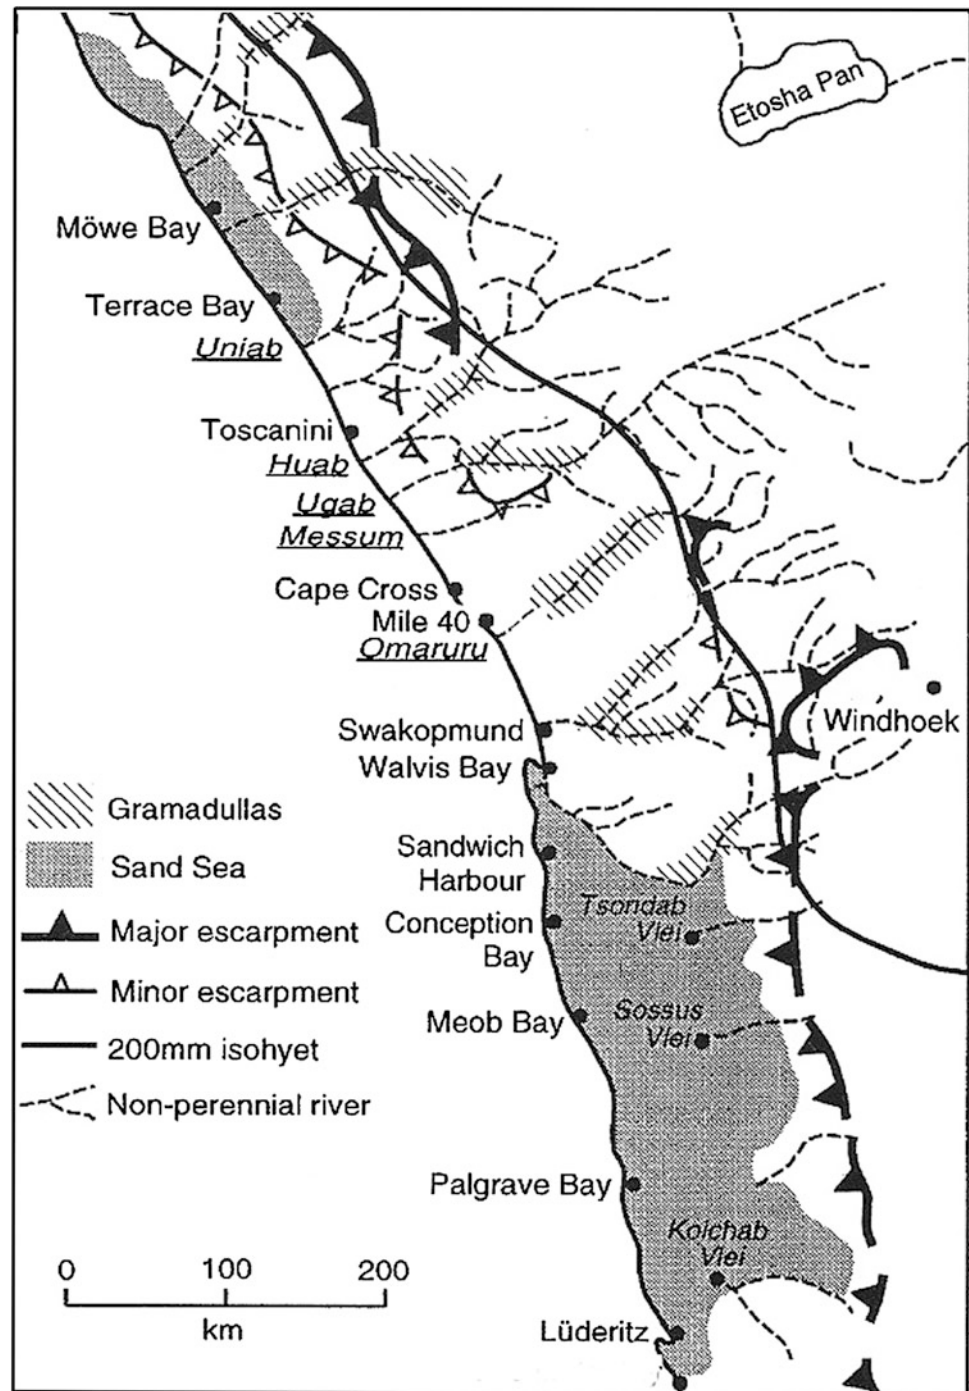 Etosha Pan
Möwe Bay
Terrace Bay
Uniab
Toscanini
Huab
Ugab
Messum
Cape Cross
Mile 40
Omaruru
Swakopmund
Windhoek
Walvis Bay
Gramadullas
Sandwich
Harbour
Sand Sea
Tsondab
Vlei
Conception
Bay
Major escarpment
Minor escarpment
Meob Bay
Sossus
Vlei
200mm isohyet
Non-perennial river
Palgrave Bay
Koichab
Vlei
0 100 200
km
Lüderitz